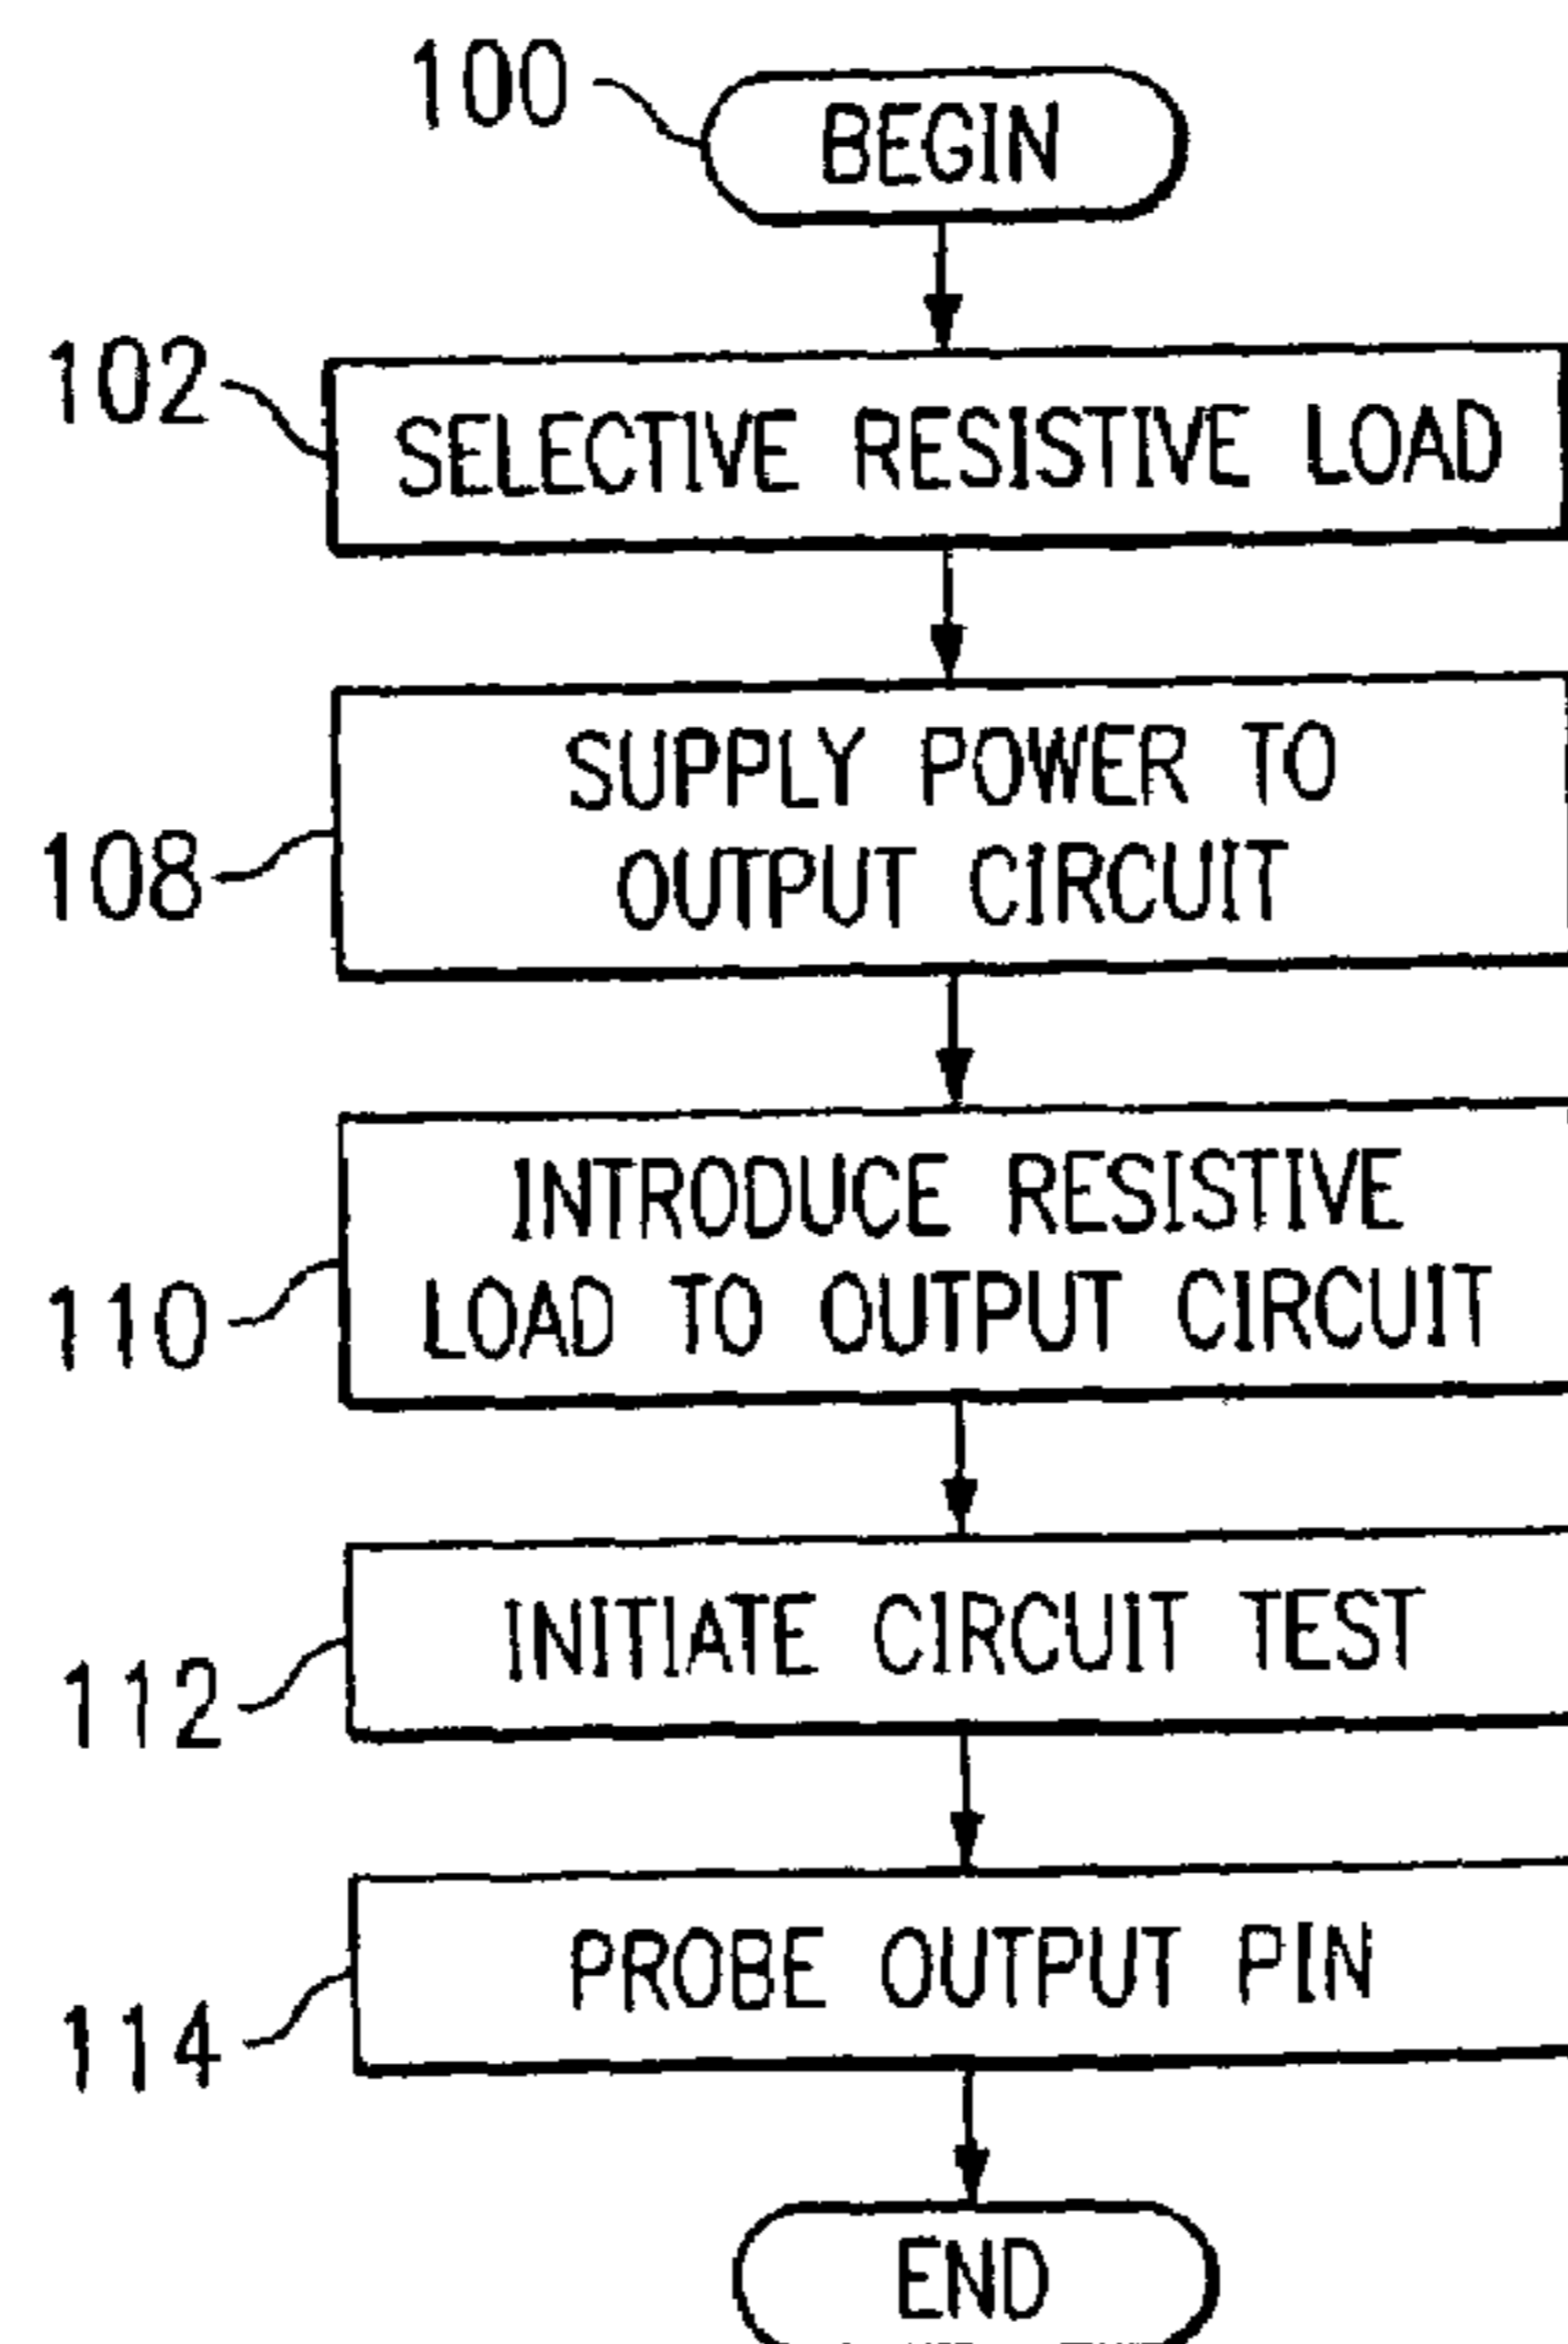 100
BEGIN
102
SELECTIVE RESISTIVE LOAD
108
SUPPLY POWER TO
OUTPUT CIRCUIT
110
INTRODUCE RESISTIVE
LOAD TO OUTPUT CIRCUIT
112
INITIATE CIRCUIT TEST
114
PROBE OUTPUT PIN
END